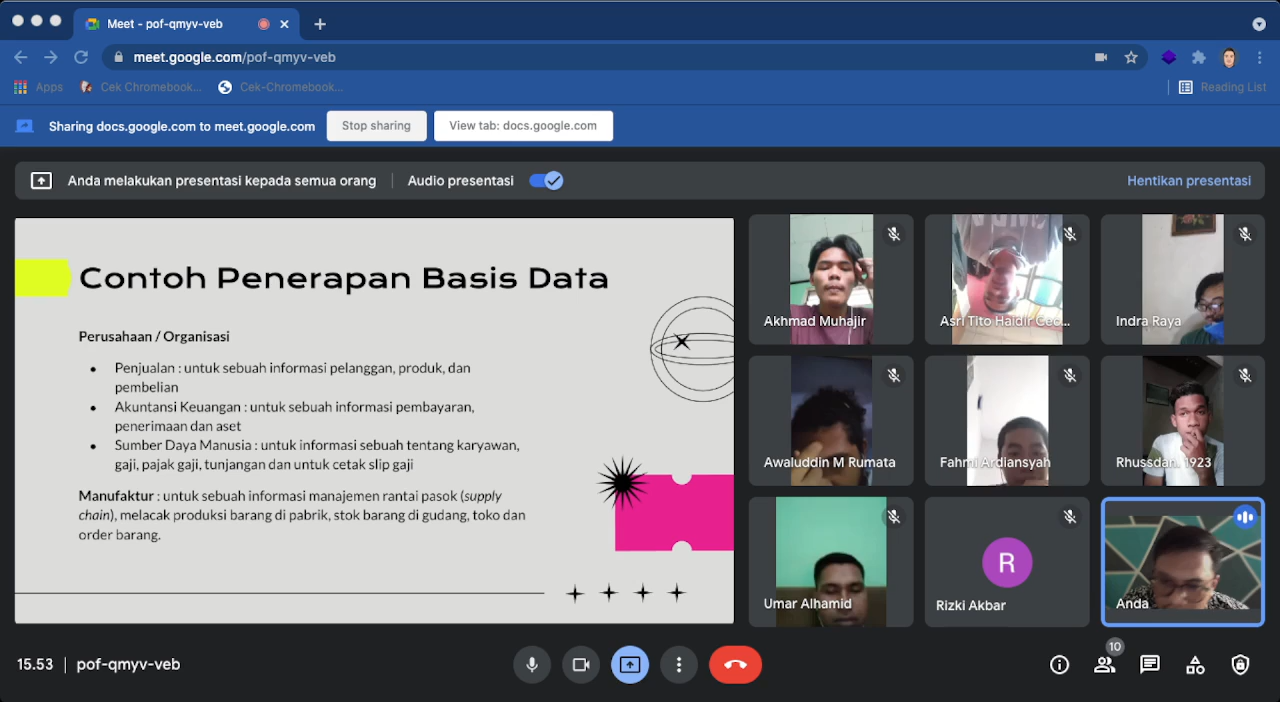 Meet - pof-qmyv-veb
meet.google.com/pof-qmyv-veb
Apps
Cek Chromebook...
Cek-Chromebook...
Reading List
Sharing docs.google.com to meet.google.com
Stop sharing
View tab: docs.google.com
Anda melakukan presentasi kepada semua orang
Audio presentasi
Hentikan presentasi
Contoh Penerapan Basis Data
Perusahaan / Organisasi
Penjualan : untuk sebuah informasi pelanggan, produk, dan
pembelian
Akuntansi Keuangan : untuk sebuah informasi pembayaran,
penerimaan dan aset
Sumber Daya Manusia : untuk informasi sebuah tentang karyawan,
gaji, pajak gaji, tunjangan dan untuk cetak slip gaji
Manufaktur : untuk sebuah informasi manajemen rantai pasok (supply
chain), melacak produksi barang di pabrik, stok barang di gudang, toko dan
order barang.
Akhmad Muhajir
Asri Tito Haidir Cec...
Indra Raya
Awaluddin M Rumata
Fahmi Ardiansyah
Rhussdan. 1923
Umar Alhamid
R
Rizki Akbar
Anda
15.53 | pof-qmyv-veb
10